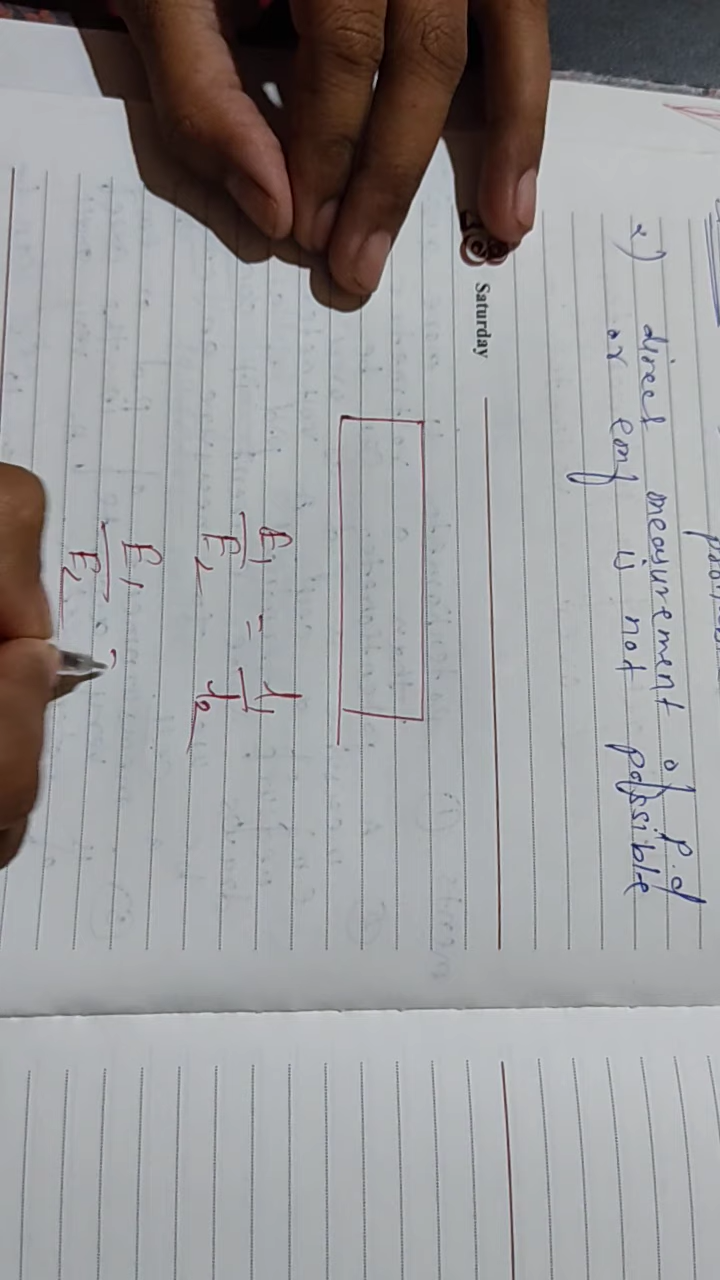 2) direct measurement of p.d
or emf is not possible
Saturday
E1/E2 = l1/l2
E1/E2 =